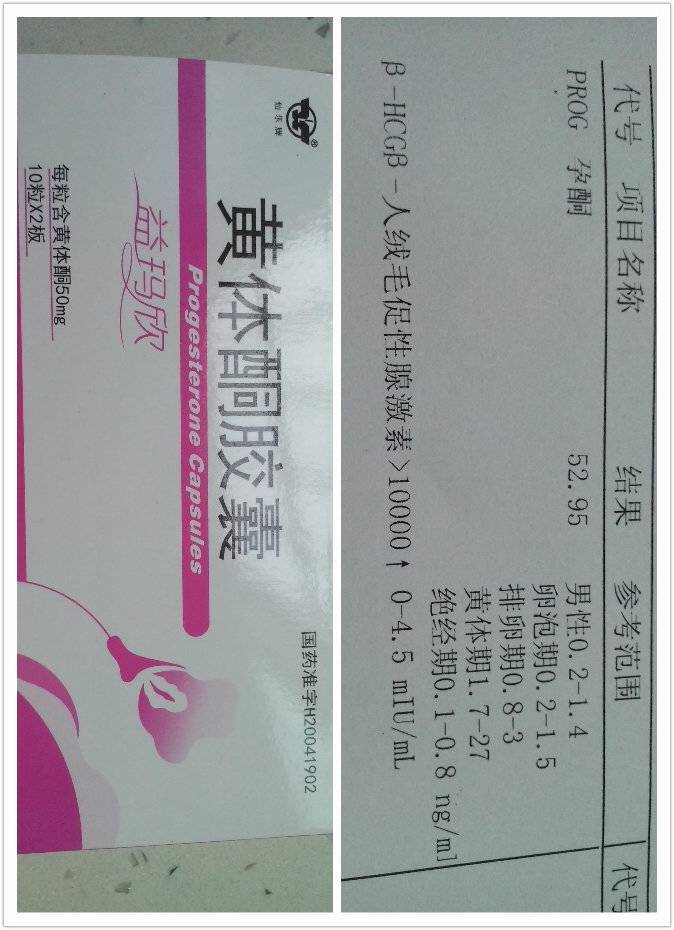 仙乐牌
®
黄体酮胶囊
Progesterone Capsules
益玛欣
每粒含黄体酮50mg
10粒X2板
国药准字H20041902
代号 项目名称 结果 参考范围 代号
PROG 孕酮 52.95 男性0.2-1.4
卵泡期0.2-1.5
排卵期0.8-3
黄体期1.7-27
绝经期0.1-0.8 ng/ml
β-HCGβ-人绒毛促性腺激素>10000↑ 0-4.5 mIU/mL